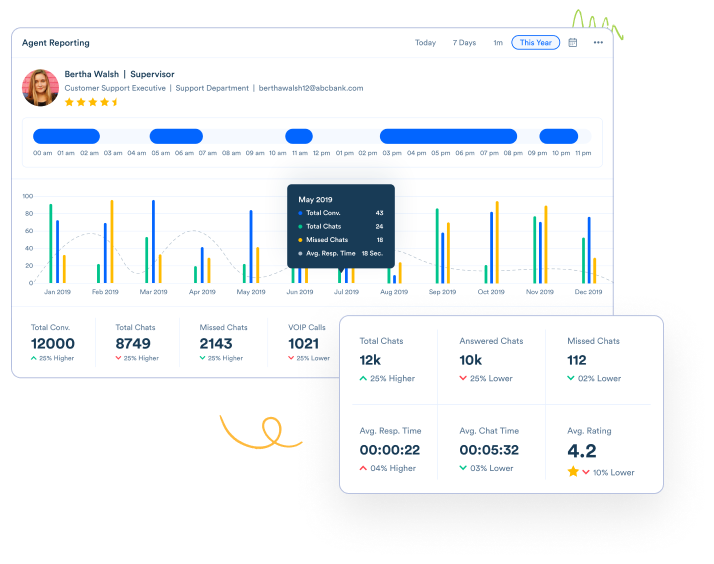 Agent Reporting
Today 7 Days 1m This Year
Bertha Walsh | Supervisor
Customer Support Executive | Support Department | berthawalsh12@abcbank.com
00 am 01 am 02 am 03 am 04 am 05 am 06 am 07 am 08 am 09 am 10 am 11 am 12 pm 01 pm 02 pm 03 pm 04 pm 05 pm 06 pm 07 pm 08 pm 09 pm 10 pm 11 pm
100
80
60
40
20
0
May 2019
Total Conv. 43
Total Chats 24
Missed Chats 18
Avg. Resp. Time 18 Sec.
Jan 2019 Feb 2019 Mar 2019 Apr 2019 May 2019 Jun 2019 Jul 2019 Aug 2019 Sep 2019 Oct 2019 Nov 2019 Dec 2019
Total Conv. Total Chats Missed Chats VOIP Calls
12000 8749 2143 1021
25% Higher 25% Higher 25% Higher 25% Lower
Total Chats Answered Chats Missed Chats
12k 10k 112
25% Higher 25% Lower 02% Lower
Avg. Resp. Time Avg. Chat Time Avg. Rating
00:00:22 00:05:32 4.2
04% Higher 03% Lower 10% Lower